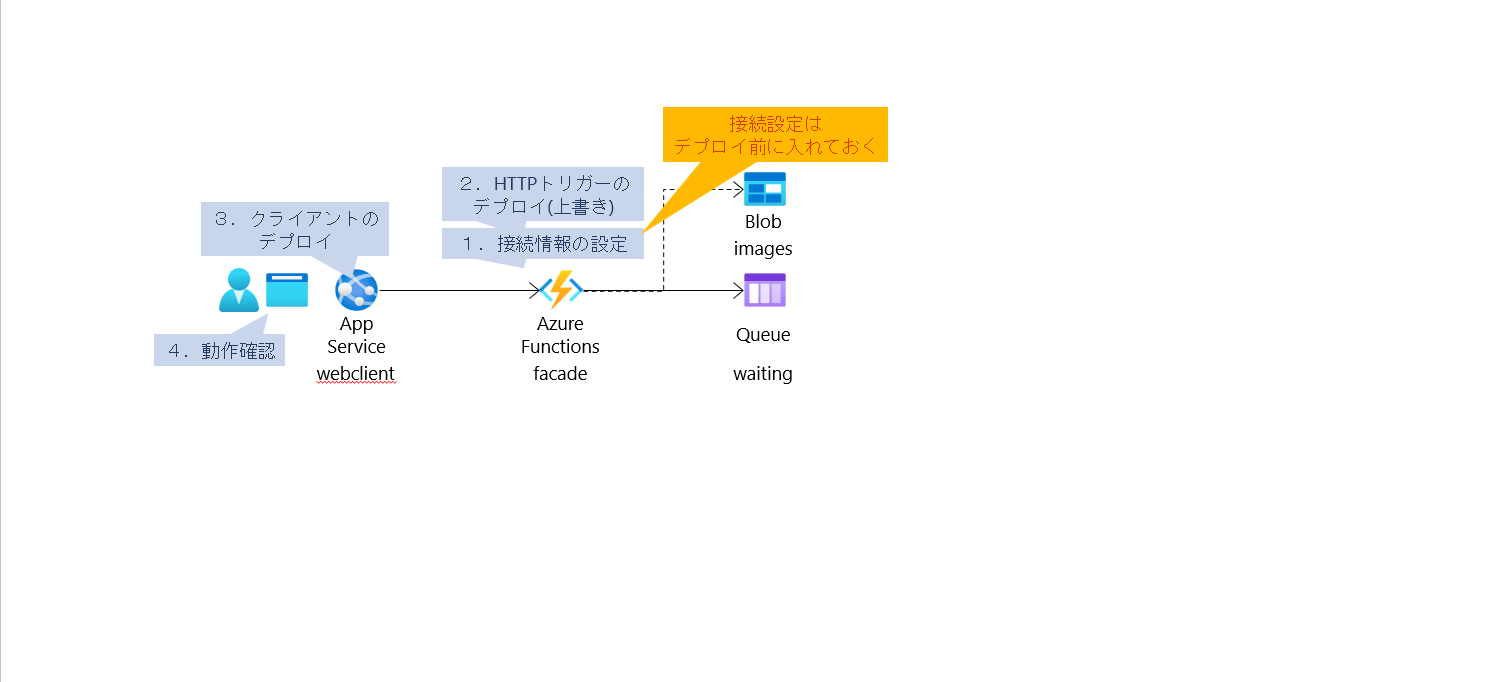 接続設定は
デプロイ前に入れておく
２．HTTPトリガーの
デプロイ(上書き)
１．接続情報の設定
３．クライアントの
デプロイ
４．動作確認
App
Service
webclient
Azure
Functions
facade
Blob
images
Queue
waiting